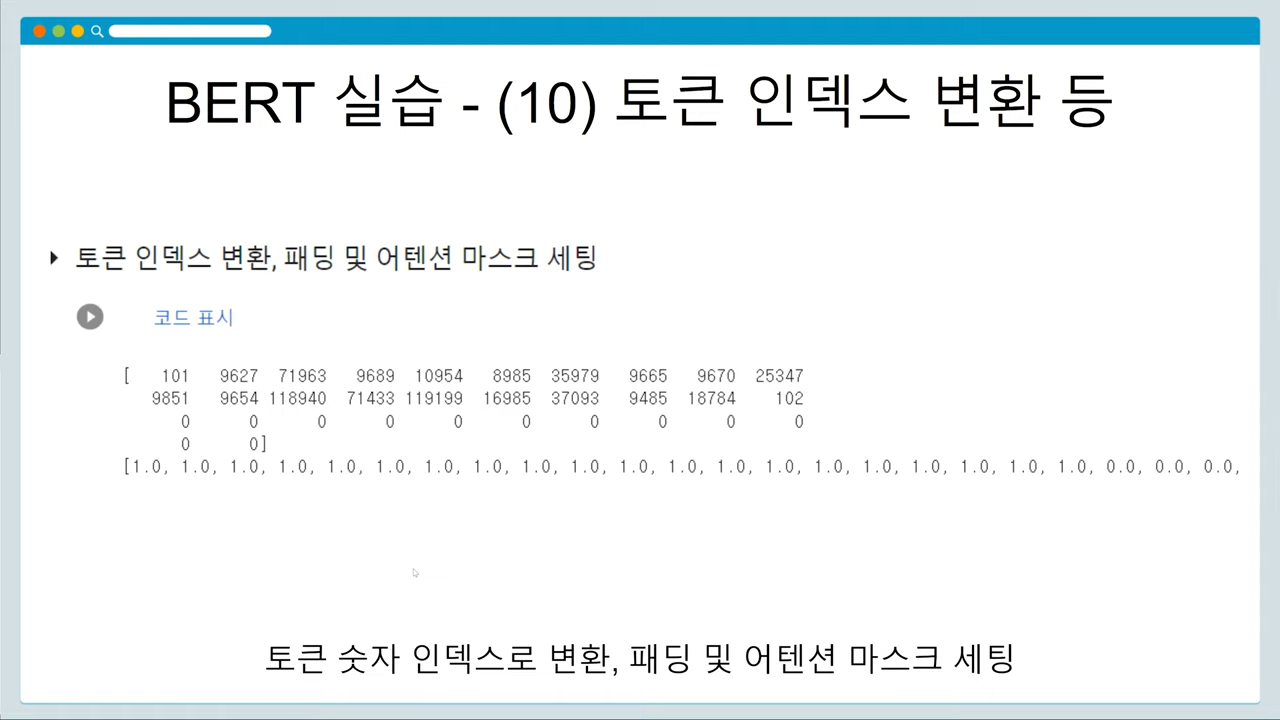 BERT 실습 - (10) 토큰 인덱스 변환 등
토큰 인덱스 변환, 패딩 및 어텐션 마스크 세팅
코드 표시
[ 101 9627 71963 9689 10954 8985 35979 9665 9670 25347
9851 9654 118940 71433 119199 16985 37093 9485 18784 102
0 0 0 0 0 0 0 0 0 0
0 0]
[1.0, 1.0, 1.0, 1.0, 1.0, 1.0, 1.0, 1.0, 1.0, 1.0, 1.0, 1.0, 1.0, 1.0, 1.0, 1.0, 1.0, 1.0, 1.0, 1.0, 0.0, 0.0, 0.0,
토큰 숫자 인덱스로 변환, 패딩 및 어텐션 마스크 세팅